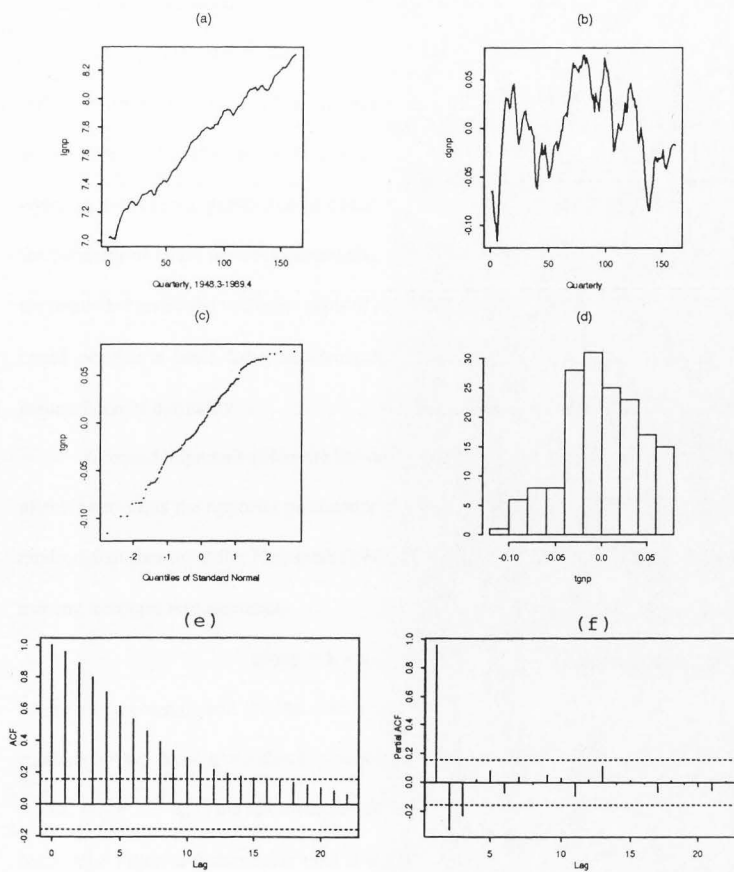 (a)
(b)
lgnp
7.0 7.2 7.4 7.6 7.8 8.0 8.2
0 50 100 150
Quarterly, 1948.3-1989.4
dgnp
-0.10 -0.05 0.0 0.05
0 50 100 150
Quarterly
(c)
(d)
tgnp
-0.10 -0.05 0.0 0.05
-2 -1 0 1 2
Quantiles of Standard Normal
0 5 10 15 20 25 30
-0.10 -0.05 0.0 0.05
tgnp
(e)
(f)
ACF
-0.2 0.0 0.2 0.4 0.6 0.8 1.0
0 5 10 15 20
Lag
Partial ACF
-0.2 0.0 0.2 0.4 0.6 0.8 1.0
5 10 15 20
Lag